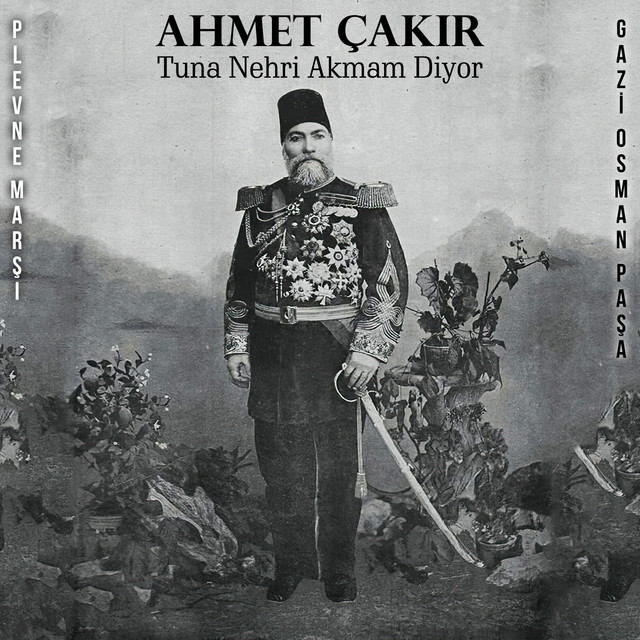 AHMET ÇAKIR
Tuna Nehri Akmam Diyor
PLEVNE MARŞI
GAZİ OSMAN PAŞA